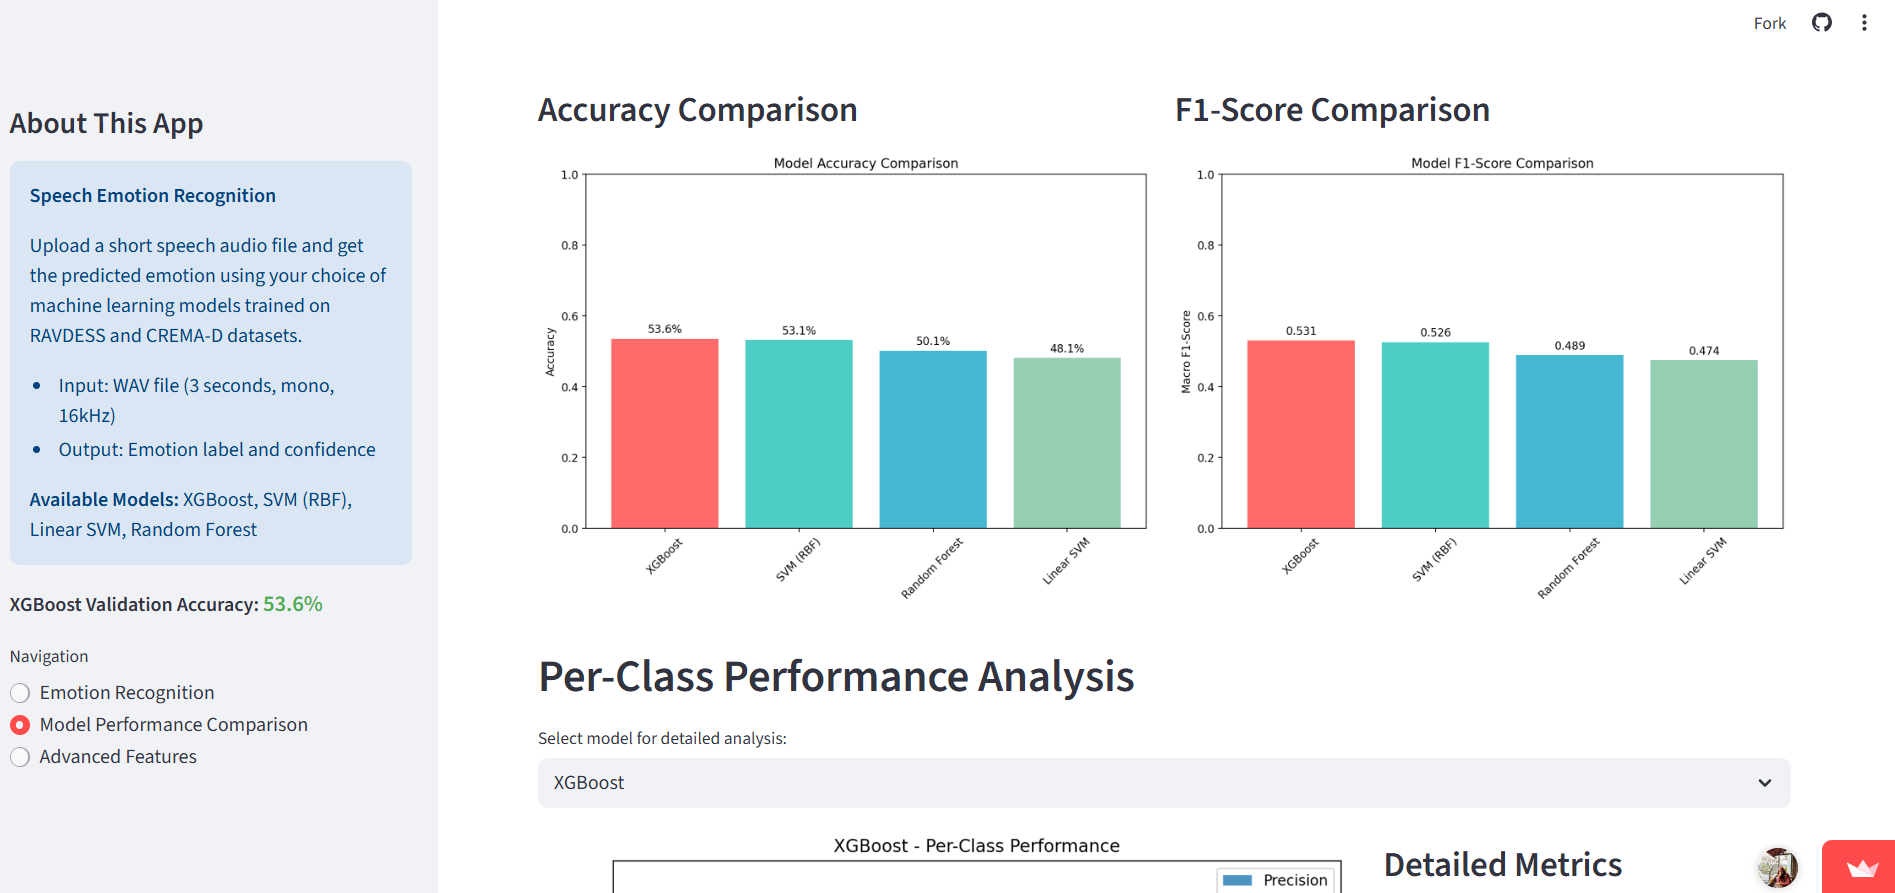 Fork
About This App
Speech Emotion Recognition
Upload a short speech audio file and get
the predicted emotion using your choice of
machine learning models trained on
RAVDESS and CREMA-D datasets.
• Input: WAV file (3 seconds, mono,
16kHz)
• Output: Emotion label and confidence
Available Models: XGBoost, SVM (RBF),
Linear SVM, Random Forest
XGBoost Validation Accuracy: 53.6%
Navigation
Emotion Recognition
Model Performance Comparison
Advanced Features
Accuracy Comparison
Model Accuracy Comparison
Accuracy
1.0
0.8
0.6
0.4
0.2
0.0
53.6%
53.1%
50.1%
48.1%
XGBoost
SVM (RBF)
Random Forest
Linear SVM
F1-Score Comparison
Model F1-Score Comparison
Macro F1-Score
1.0
0.8
0.6
0.4
0.2
0.0
0.531
0.526
0.489
0.474
XGBoost
SVM (RBF)
Random Forest
Linear SVM
Per-Class Performance Analysis
Select model for detailed analysis:
XGBoost
XGBoost - Per-Class Performance
Precision
Detailed Metrics